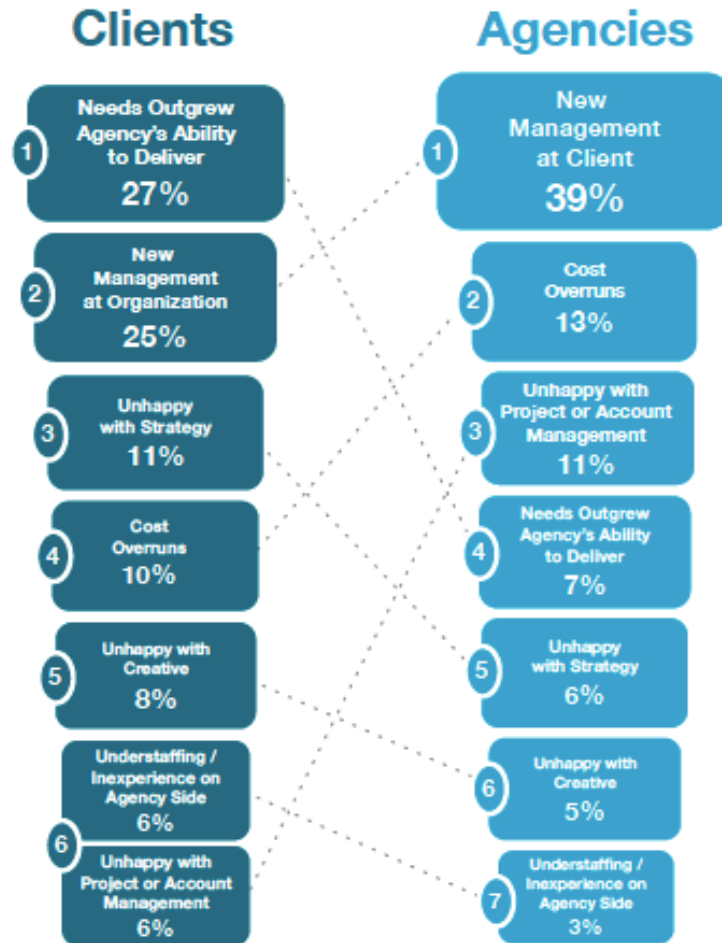 Clients
1
Needs Outgrew
Agency's Ability
to Deliver
27%
2
New
Management
at Organization
25%
3
Unhappy
with Strategy
11%
4
Cost
Overruns
10%
5
Unhappy with
Creative
8%
6
Understaffing /
Inexperience on
Agency Side
6%
Unhappy with
Project or Account
Management
6%
Agencies
1
New
Management
at Client
39%
2
Cost
Overruns
13%
3
Unhappy with
Project or Account
Management
11%
4
Needs Outgrew
Agency's Ability
to Deliver
7%
5
Unhappy
with Strategy
6%
6
Unhappy with
Creative
5%
7
Understaffing /
Inexperience on
Agency Side
3%